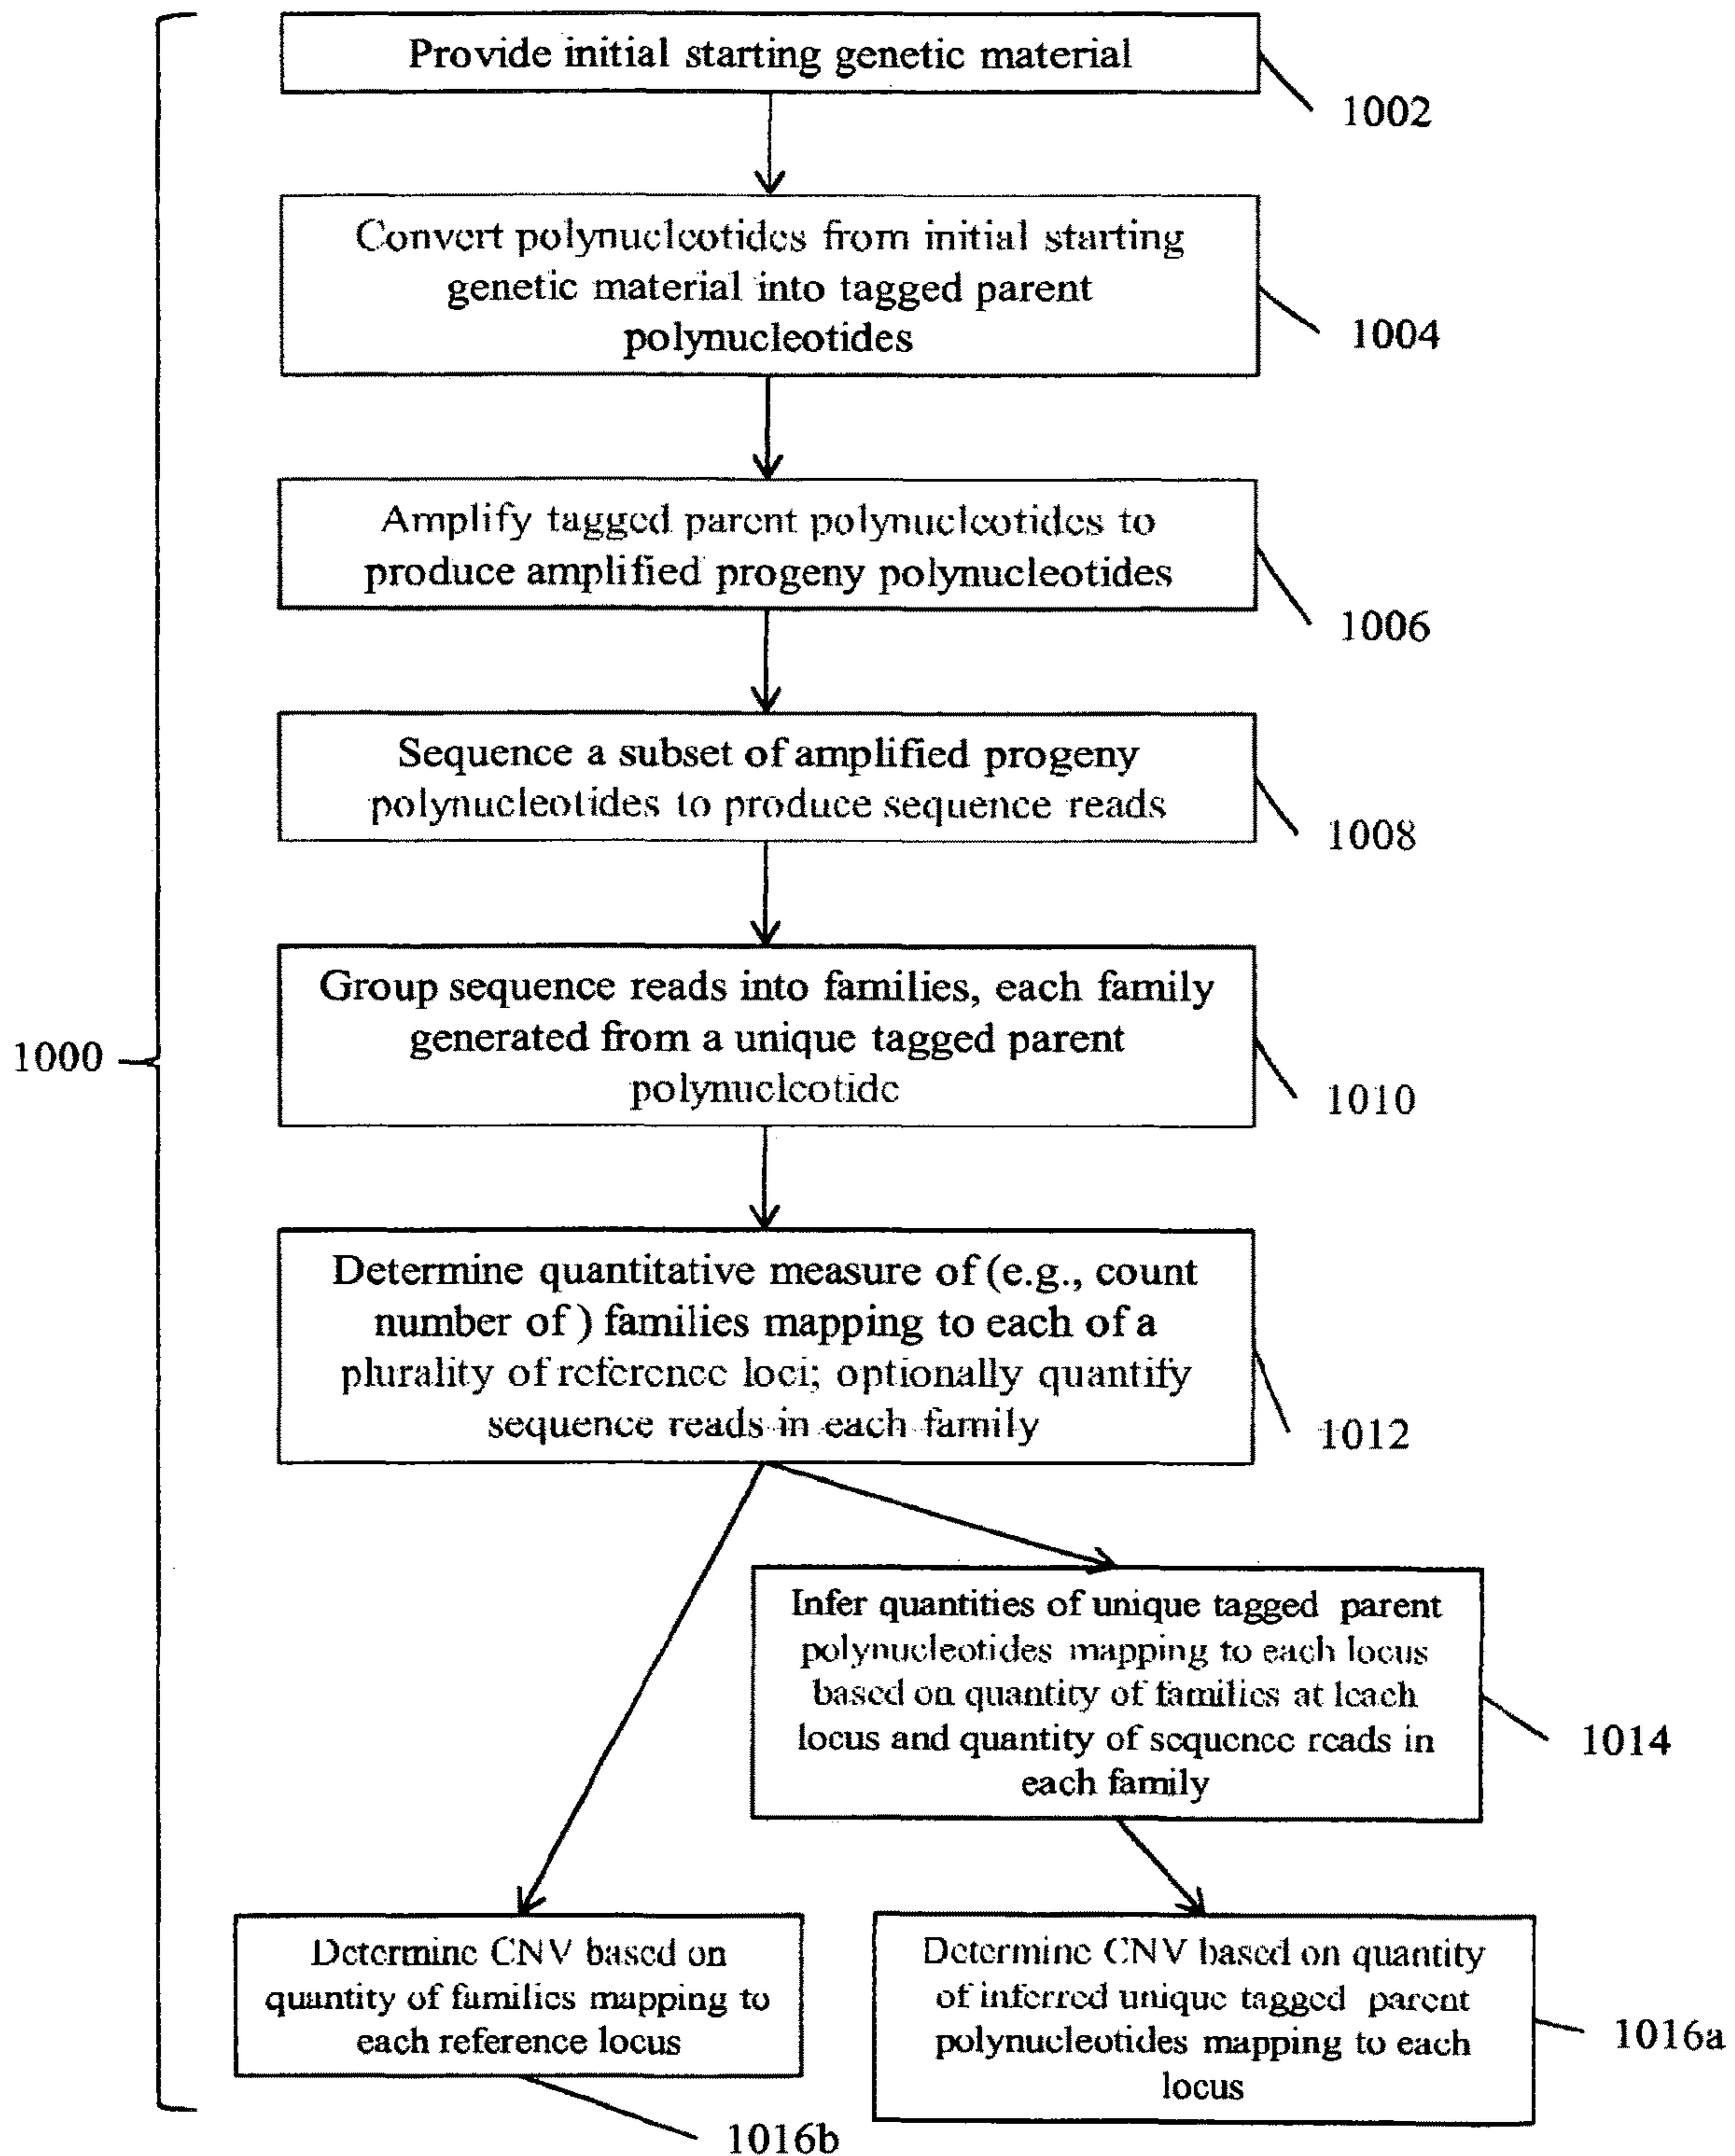 Provide initial starting genetic material
1002
Convert polynucleotides from initial starting
genetic material into tagged parent
polynucleotides
1004
Amplify tagged parent polynucleotides to
produce amplified progeny polynucleotides
1006
Sequence a subset of amplified progeny
polynucleotides to produce sequence reads
1008
Group sequence reads into families, each family
generated from a unique tagged parent
polynucleotide
1010
1000
Determine quantitative measure of (e.g., count
number of ) families mapping to each of a
plurality of reference loci; optionally quantify
sequence reads in each family
1012
Infer quantities of unique tagged parent
polynucleotides mapping to each locus
based on quantity of families at leach
locus and quantity of sequence reads in
each family
1014
Determine CNV based on
quantity of families mapping to
each reference locus
1016b
Determine CNV based on quantity
of inferred unique tagged parent
polynucleotides mapping to each
locus
1016a